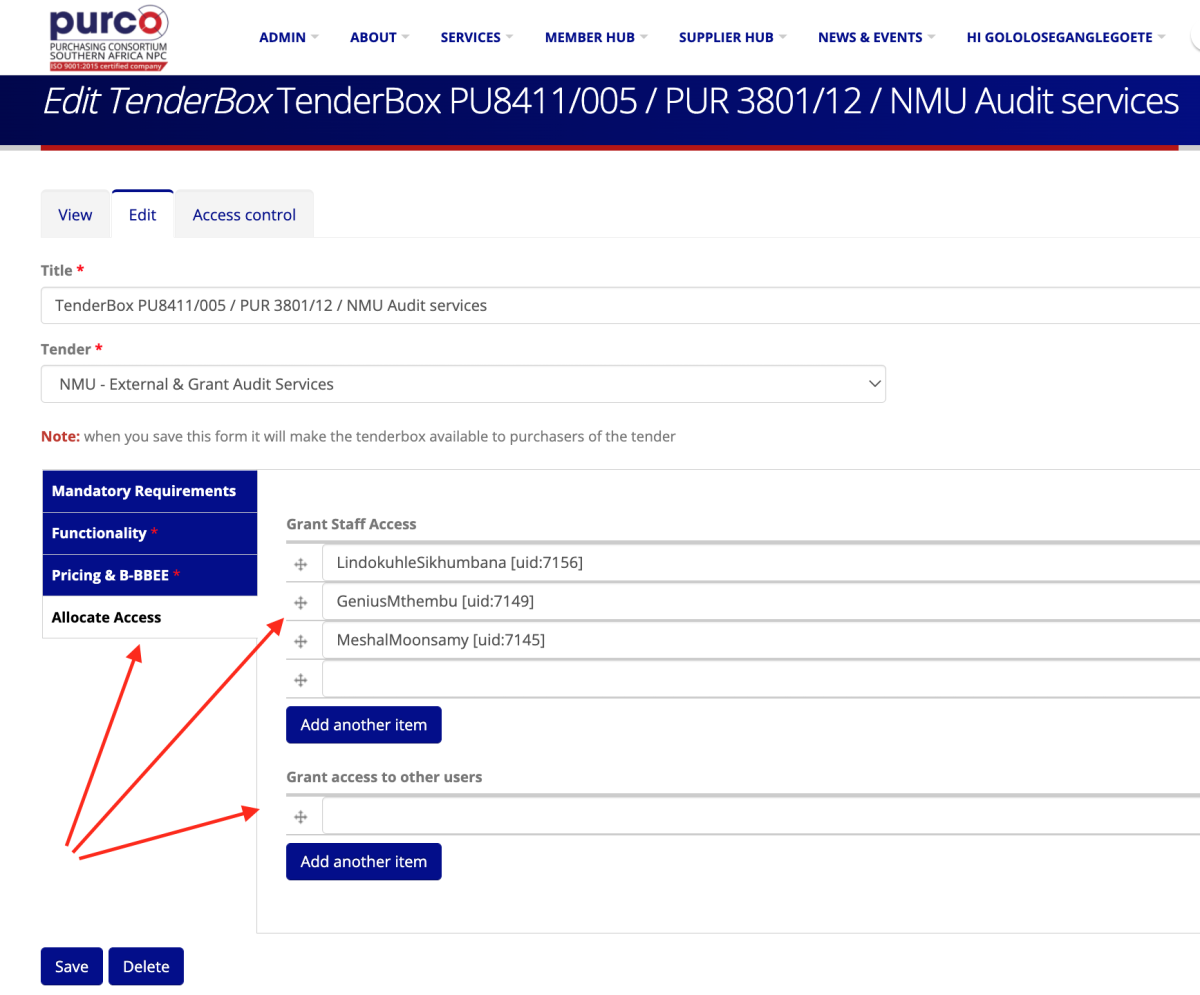 purco
PURCHASING CONSORTIUM
SOUTHERN AFRICA NPC
ISO 9001:2015 certified company
ADMIN ABOUT SERVICES MEMBER HUB SUPPLIER HUB NEWS & EVENTS HI GOLOLOSEGANGLEGOETE
Edit TenderBox TenderBox PU8411/005 / PUR 3801/12 / NMU Audit services
View Edit Access control
Title *
TenderBox PU8411/005 / PUR 3801/12 / NMU Audit services
Tender *
NMU - External & Grant Audit Services
Note: when you save this form it will make the tenderbox available to purchasers of the tender
Mandatory Requirements
Functionality *
Pricing & B-BBEE *
Allocate Access
Grant Staff Access
LindokuhleSikhumbana [uid:7156]
GeniusMthembu [uid:7149]
MeshalMoonsamy [uid:7145]
Add another item
Grant access to other users
Add another item
Save Delete